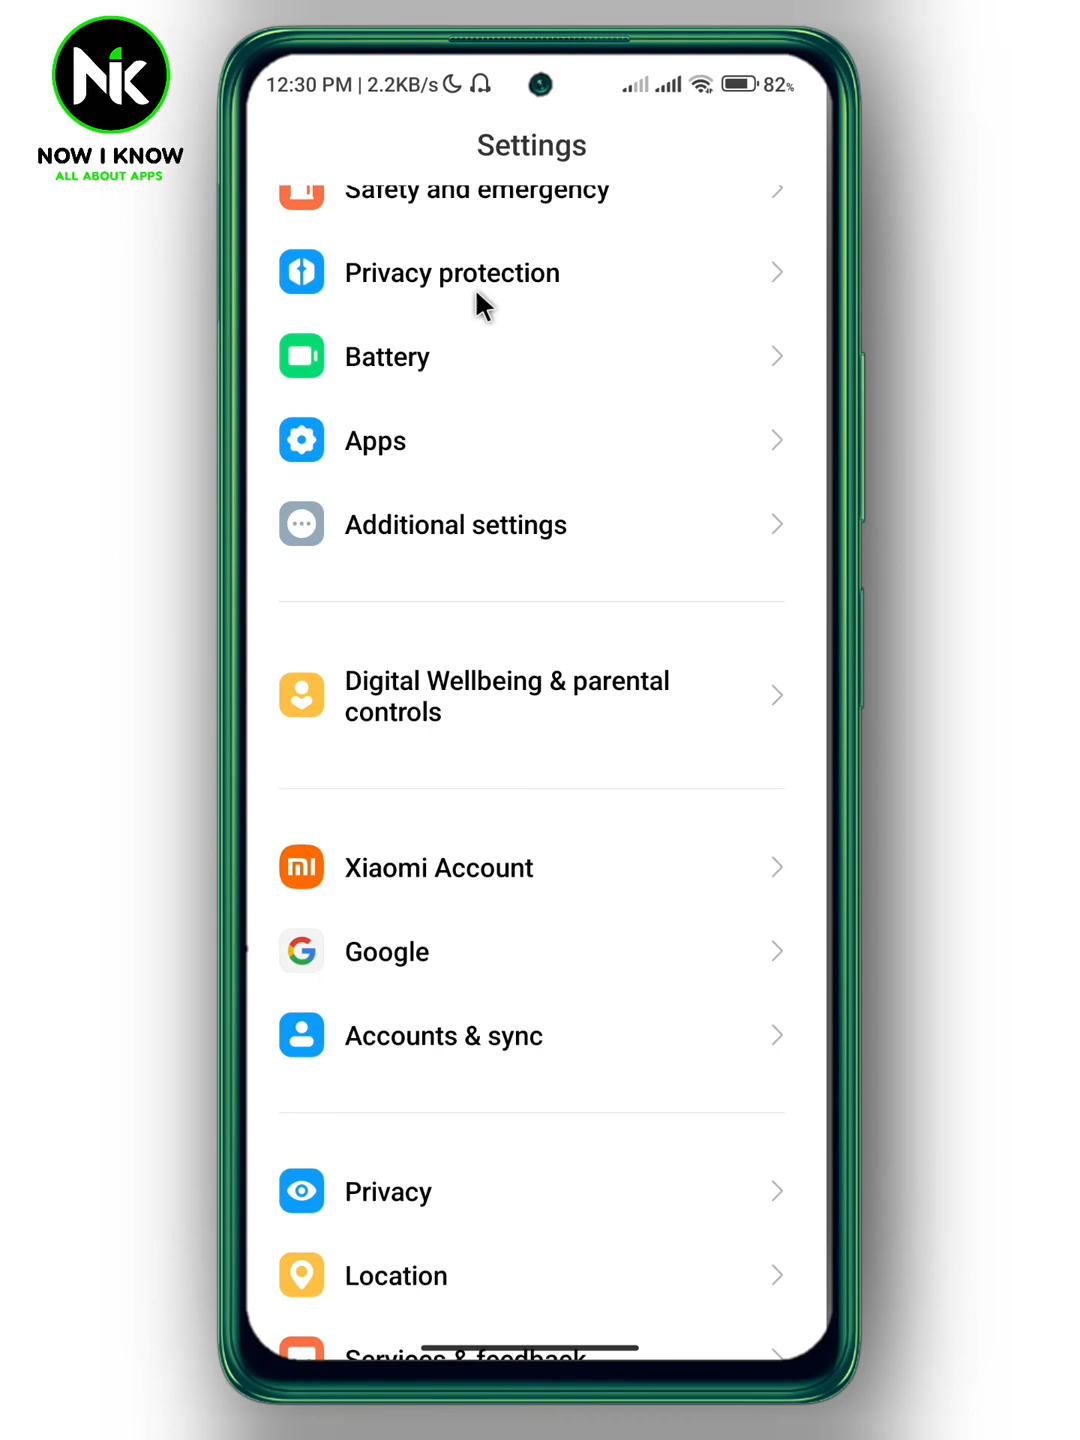 NK
NOW I KNOW
ALL ABOUT APPS
12:30 PM | 2.2KB/s
82%
Settings
Safety and emergency
Privacy protection
Battery
Apps
Additional settings
Digital Wellbeing & parental
controls
Xiaomi Account
Google
Accounts & sync
Privacy
Location
Services & feedback